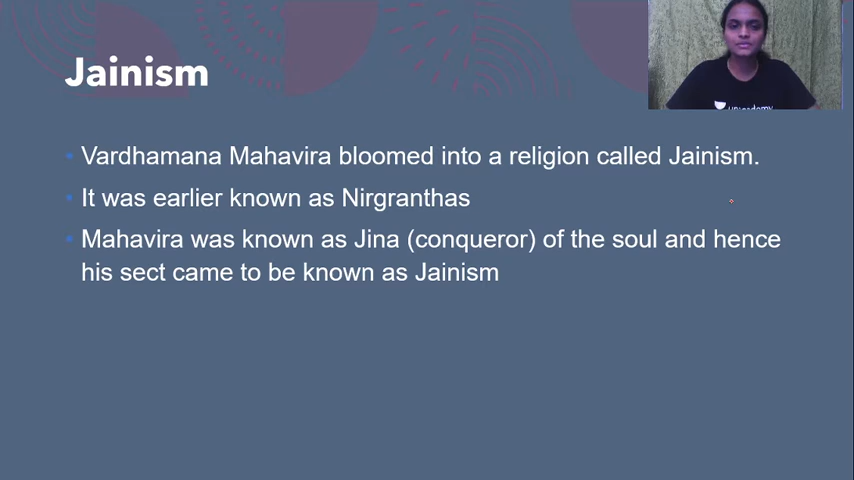 Jainism
Vardhamana Mahavira bloomed into a religion called Jainism.
It was earlier known as Nirgranthas
Mahavira was known as Jina (conqueror) of the soul and hence
his sect came to be known as Jainism